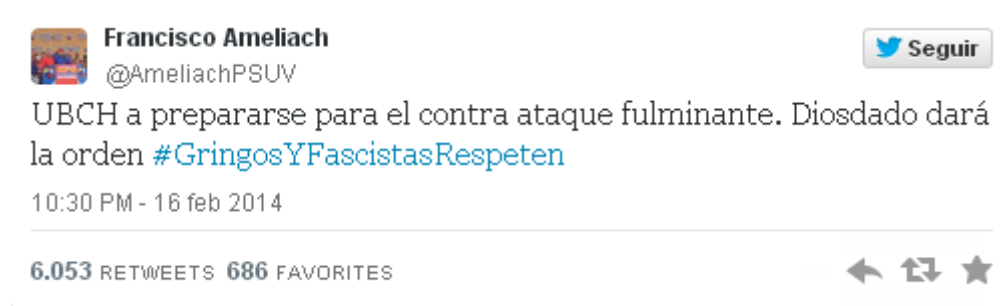 Francisco Ameliach
@AmeliachPSUV
Seguir
UBCH a prepararse para el contra ataque fulminante. Diosdado dará
la orden #GringosYFascistasRespeten
10:30 PM - 16 feb 2014
6.053 RETWEETS 686 FAVORITES